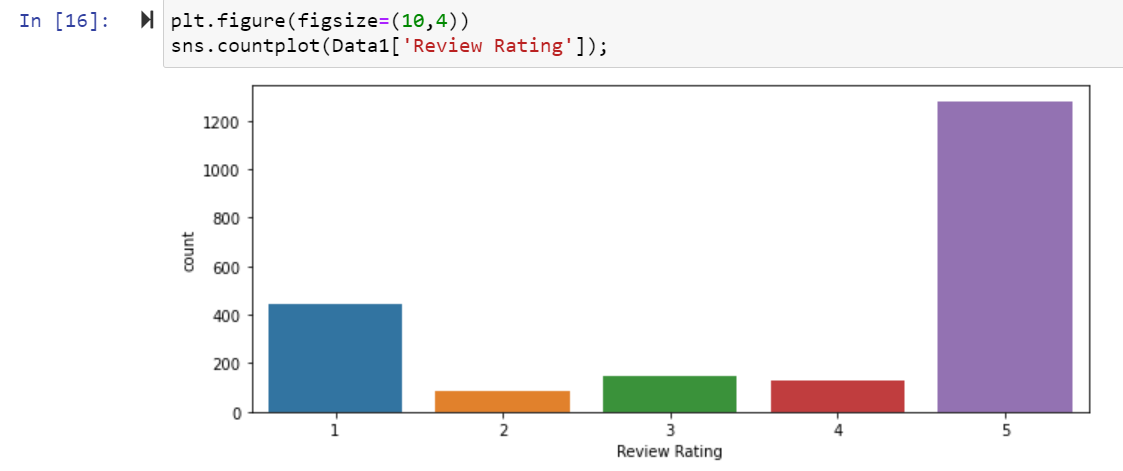 In [16]:
plt.figure(figsize=(10,4))
sns.countplot(Data1['Review Rating']);
1200
1000
800
600
400
200
0
count
1 2 3 4 5
Review Rating